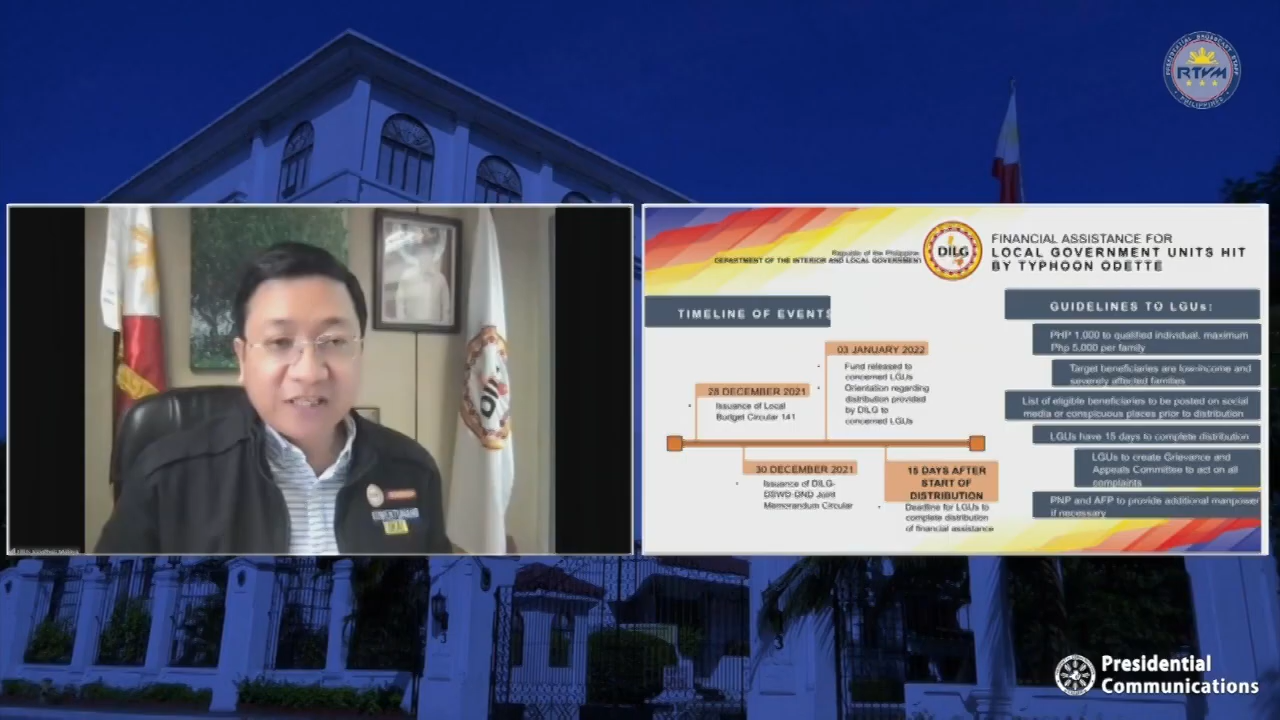 PRESIDENTIAL BROADCAST STAFF
RTVM
PHILIPPINES
Republic of the Philippine
DEPARTMENT OF THE INTERIOR AND LOCAL GOVERNMENT
DILG
FINANCIAL ASSISTANCE FOR
LOCAL GOVERNMENT UNITS HIT
BY TYPHOON ODETTE
TIMELINE OF EVENTS
28 DECEMBER 2021
Issuance of Local
Budget Circular 141
03 JANUARY 2022
Fund released to
concerned LGUs
Orientation regarding
distribution provided
by DILG to
concerned LGUs
30 DECEMBER 2021
Issuance of DILG-
DSWD-DND Joint
Memorandum Circular
15 DAYS AFTER
START OF
DISTRIBUTION
Deadline for LGUs to
complete distribution
of financial assistance
GUIDELINES TO LGUs:
PHP 1,000 to qualified individual, maximum
Php 5,000 per family
Target beneficiaries are low-income and
severely affected families
List of eligible beneficiaries to be posted on social
media or conspicuous places prior to distribution
LGUs have 15 days to complete distribution
LGUs to create Grievance and
Appeals Committee to act on all
complaints
PNP and AFP to provide additional manpower
if necessary
Presidential
Communications